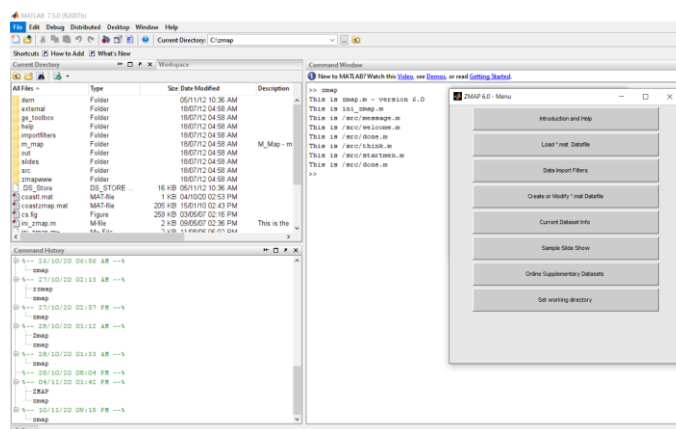 MATLAB 7.5.0 (R2007b)
File Edit Debug Distributed Desktop Window Help
Current Directory: C:\zmap
Shortcuts How to Add What's New
Current Directory Workspace
All Files Type Size Date Modified Description
dem Folder 05/11/12 10:36 AM
external Folder 18/07/12 04:58 AM
ge_toolbox Folder 18/07/12 04:58 AM
help Folder 18/07/12 04:58 AM
importfilters Folder 18/07/12 04:58 AM
m_map Folder 18/07/12 04:58 AM M_Map - m
out Folder 18/07/12 04:58 AM
slides Folder 18/07/12 04:58 AM
src Folder 18/07/12 04:58 AM
zmapwww Folder 18/07/12 04:58 AM
.DS_Store DS_STORE ... 16 KB 05/11/12 10:36 AM
coastl.mat MAT-file 1 KB 04/10/20 02:53 PM
coastzmap.mat MAT-file 205 KB 15/01/10 02:43 PM
cs.fig Figure 259 KB 03/05/07 02:16 PM
ini_zmap.m M-file 2 KB 09/05/07 02:36 PM This is the
Command History
%-- 26/10/20 06:56 AM --%
zmap
%-- 27/10/20 02:13 AM --%
zzmap
zmap
%-- 27/10/20 02:57 PM --%
zmap
%-- 28/10/20 01:12 AM --%
Zmap
zmap
%-- 28/10/20 01:33 AM --%
zmap
%-- 28/10/20 08:04 PM --%
%-- 04/11/20 01:42 PM --%
ZMAP
zmap
%-- 10/11/20 09:19 PM --%
zmap
Command Window
New to MATLAB? Watch this Video, see Demos, or read Getting Started.
>> zmap
This is zmap.m - version 6.0
This is ini_zmap.m
This is /src/message.m
This is /src/welcome.m
This is /src/think.m
This is /src/startmen.m
This is /src/done.m
>>
ZMAP 6.0 - Menu
Introduction and Help
Load *.mat Datafile
Data Import Filters
Create or Modify *.mat Datafile
Current Dataset Info
Sample Slide Show
Online Supplementary Datasets
Set working directory